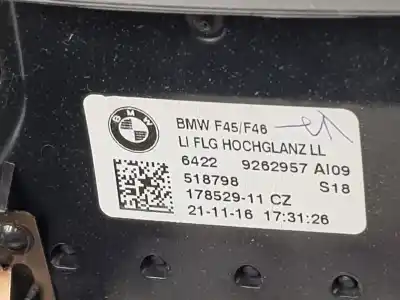 BMW
BMW F45/F46
LI FLG HOCHGLANZ LL
6422 9262957 AI09
518798 S18
178529-11 CZ
21-11-16 17:31:26